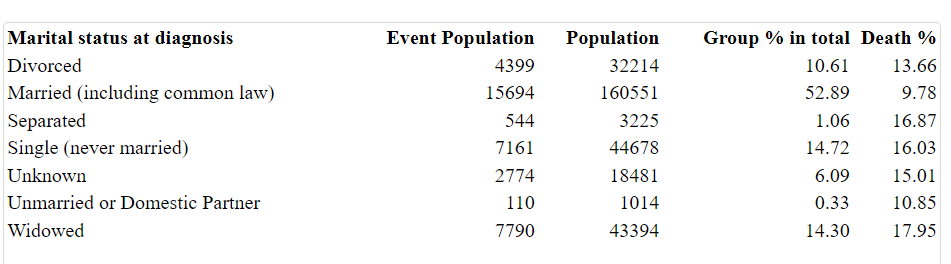 Marital status at diagnosis Event Population Population Group % in total Death %
Divorced 4399 32214 10.61 13.66
Married (including common law) 15694 160551 52.89 9.78
Separated 544 3225 1.06 16.87
Single (never married) 7161 44678 14.72 16.03
Unknown 2774 18481 6.09 15.01
Unmarried or Domestic Partner 110 1014 0.33 10.85
Widowed 7790 43394 14.30 17.95